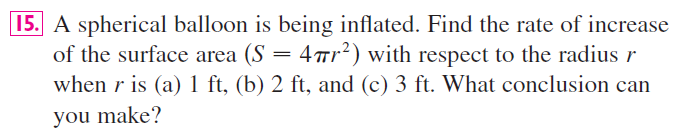 15. A spherical balloon is being inflated. Find the rate of increase
of the surface area (S = 4πr²) with respect to the radius r
when r is (a) 1 ft, (b) 2 ft, and (c) 3 ft. What conclusion can
you make?